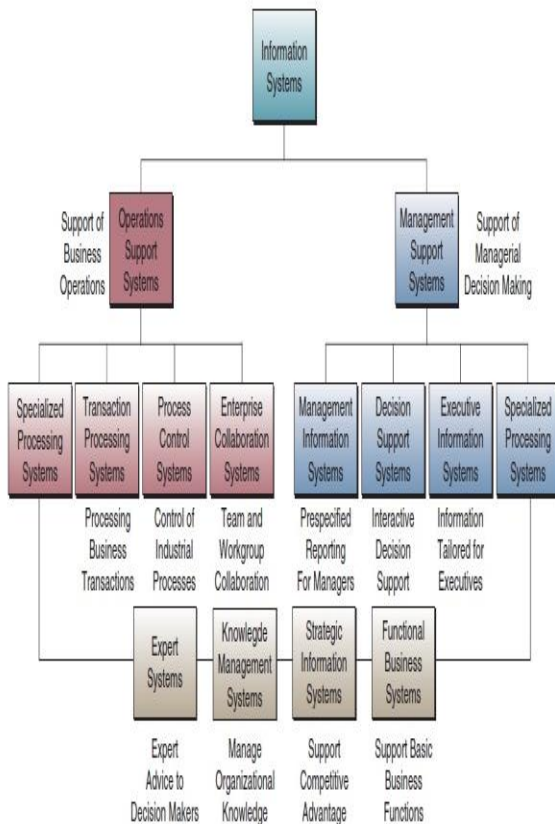 Information
Systems
Support of
Business
Operations
Operations
Support
Systems
Management
Support
Systems
Support of
Managerial
Decision Making
Specialized
Processing
Systems
Transaction
Processing
Systems
Process
Control
Systems
Enterprise
Collaboration
Systems
Management
Information
Systems
Decision
Support
Systems
Executive
Information
Systems
Specialized
Processing
Systems
Processing
Business
Transactions
Control of
Industrial
Processes
Team and
Workgroup
Collaboration
Prespecified
Reporting
For Managers
Interactive
Decision
Support
Information
Tailored for
Executives
Expert
Systems
Knowlegde
Management
Systems
Strategic
Information
Systems
Functional
Business
Systems
Expert
Advice to
Decision Makers
Manage
Organizational
Knowledge
Support
Competitive
Advantage
Support Basic
Business
Functions